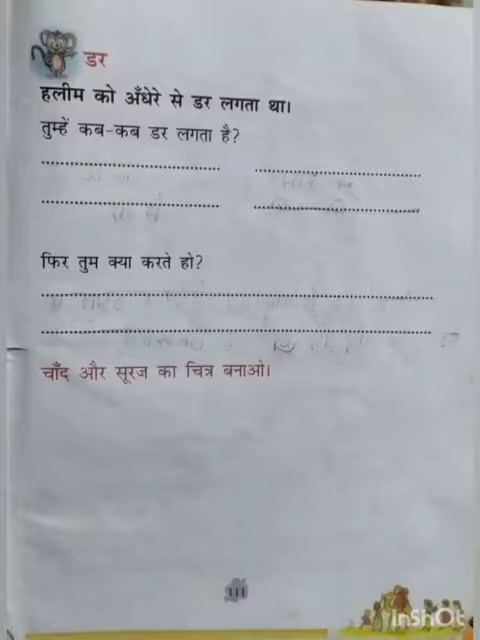 डर
हलीम को अँधेरे से डर लगता था।
तुम्हें कब-कब डर लगता है?
फिर तुम क्या करते हो?
चाँद और सूरज का चित्र बनाओ।
111
InShOt